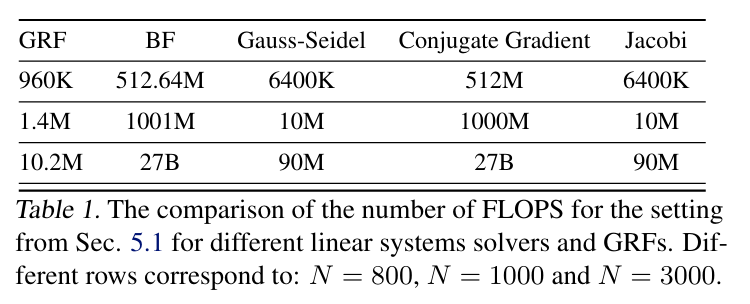 GRF BF Gauss-Seidel Conjugate Gradient Jacobi
960K 512.64M 6400K 512M 6400K
1.4M 1001M 10M 1000M 10M
10.2M 27B 90M 27B 90M
Table 1. The comparison of the number of FLOPS for the setting
from Sec. 5.1 for different linear systems solvers and GRFs. Dif-
ferent rows correspond to: N = 800, N = 1000 and N = 3000.